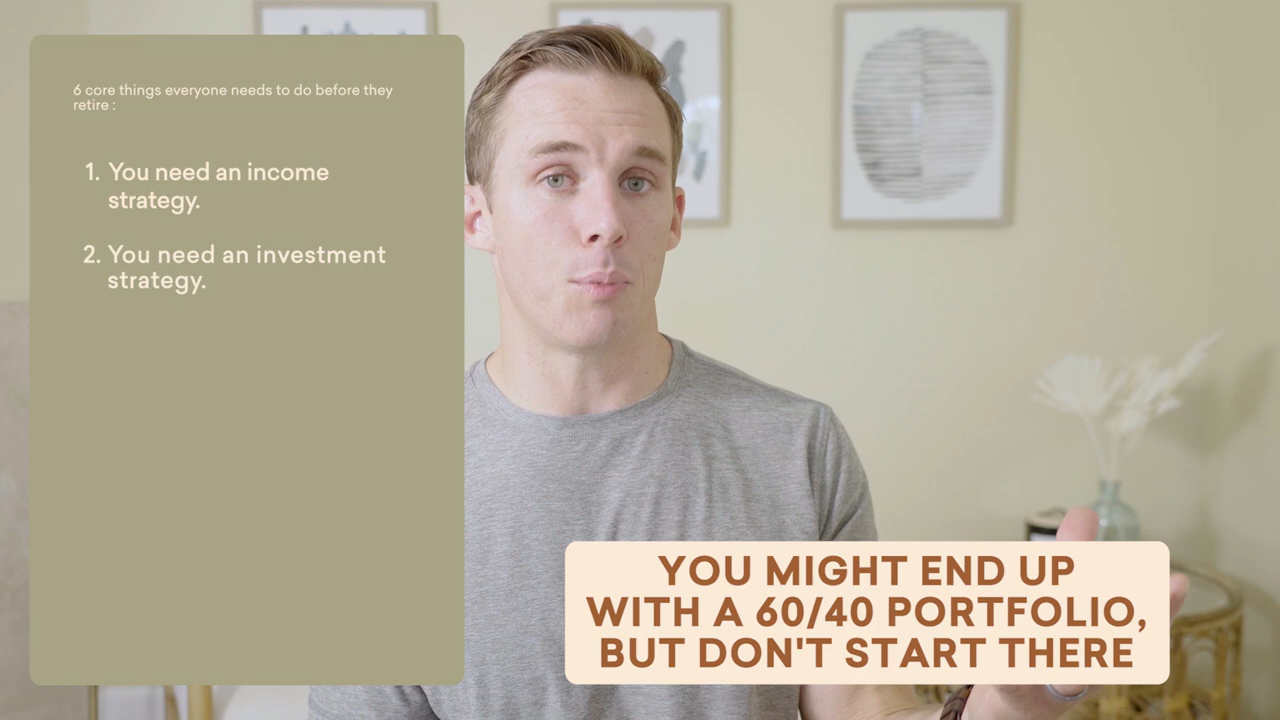 6 core things everyone needs to do before they
retire :
1. You need an income
strategy.
2. You need an investment
strategy.
YOU MIGHT END UP
WITH A 60/40 PORTFOLIO,
BUT DON'T START THERE